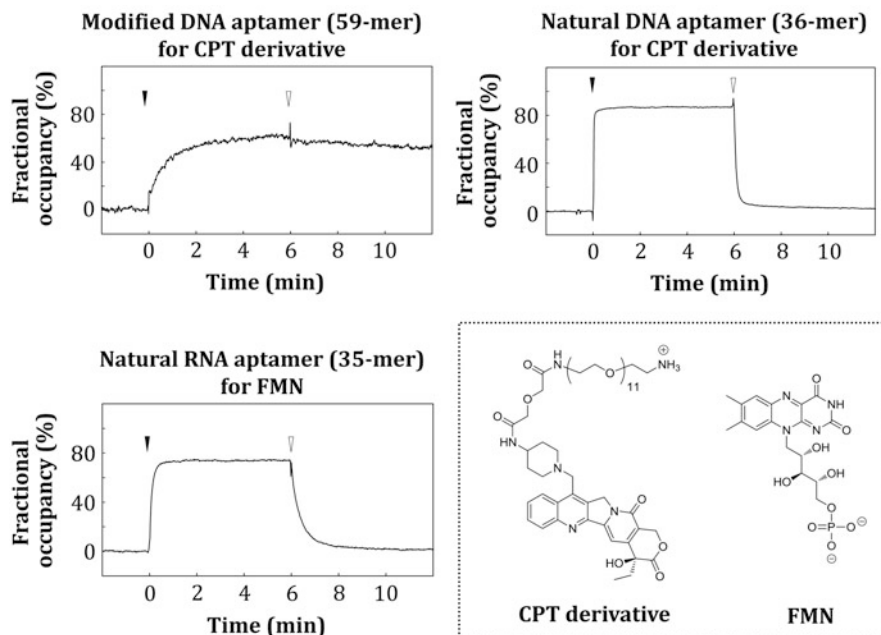 Modified DNA aptamer (59-mer)
for CPT derivative
Fractional
occupancy (%)
80
40
0
0 2 4 6 8 10
Time (min)
Natural DNA aptamer (36-mer)
for CPT derivative
Fractional
occupancy (%)
80
40
0
0 2 4 6 8 10
Time (min)
Natural RNA aptamer (35-mer)
for FMN
Fractional
occupancy (%)
80
40
0
0 2 4 6 8 10
Time (min)
O H N O 11 NH3 ⊕
O
O
HN
N
N N O
O
HO O
CPT derivative
O
N NH
N N O
OH
HO OH
O
O P O ⊖
O
⊖
FMN